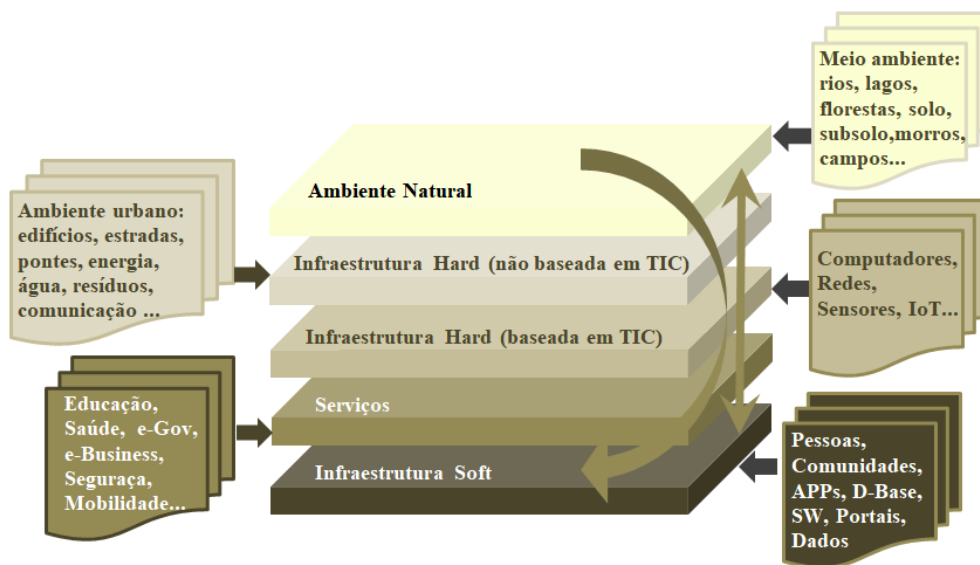 Meio ambiente:
rios, lagos,
florestas, solo,
subsolo,morros,
campos...
Ambiente Natural
Ambiente urbano:
edifícios, estradas,
pontes, energia,
água, resíduos,
comunicação ...
Infraestrutura Hard (não baseada em TIC)
Computadores,
Redes,
Sensores, IoT...
Infraestrutura Hard (baseada em TIC)
Educação,
Saúde, e-Gov,
e-Business,
Seguraça,
Mobilidade...
Serviços
Infraestrutura Soft
Pessoas,
Comunidades,
APPs, D-Base,
SW, Portais,
Dados